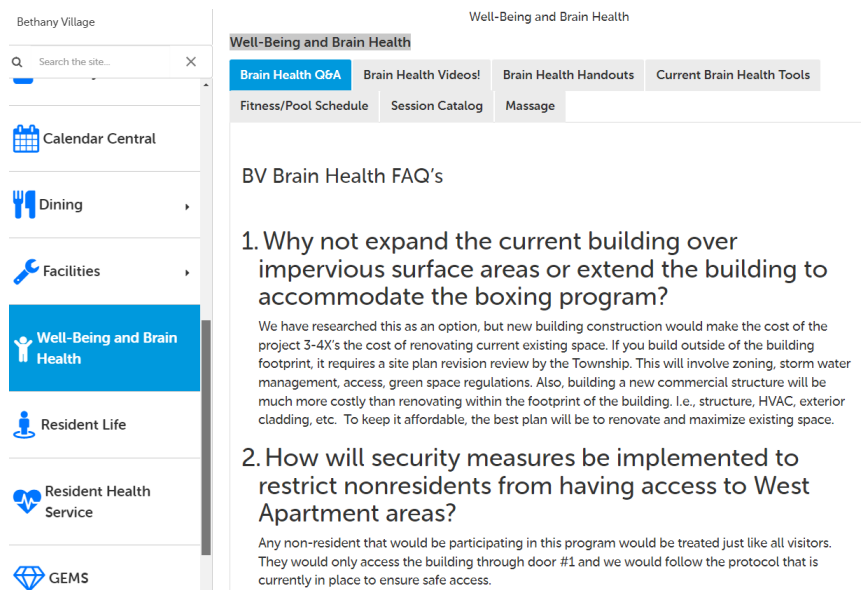 Bethany Village
Search the site...
Calendar Central
Dining
Facilities
Well-Being and Brain
Health
Resident Life
Resident Health
Service
GEMS
Well-Being and Brain Health
Well-Being and Brain Health
Brain Health Q&A
Brain Health Videos!
Brain Health Handouts
Current Brain Health Tools
Fitness/Pool Schedule
Session Catalog
Massage
BV Brain Health FAQ's
1. Why not expand the current building over
impervious surface areas or extend the building to
accommodate the boxing program?
We have researched this as an option, but new building construction would make the cost of the
project 3-4X's the cost of renovating current existing space. If you build outside of the building
footprint, it requires a site plan revision review by the Township. This will involve zoning, storm water
management, access, green space regulations. Also, building a new commercial structure will be
much more costly than renovating within the footprint of the building. I.e., structure, HVAC, exterior
cladding, etc.  To keep it affordable, the best plan will be to renovate and maximize existing space.
2. How will security measures be implemented to
restrict nonresidents from having access to West
Apartment areas?
Any non-resident that would be participating in this program would be treated just like all visitors.
They would only access the building through door #1 and we would follow the protocol that is
currently in place to ensure safe access.